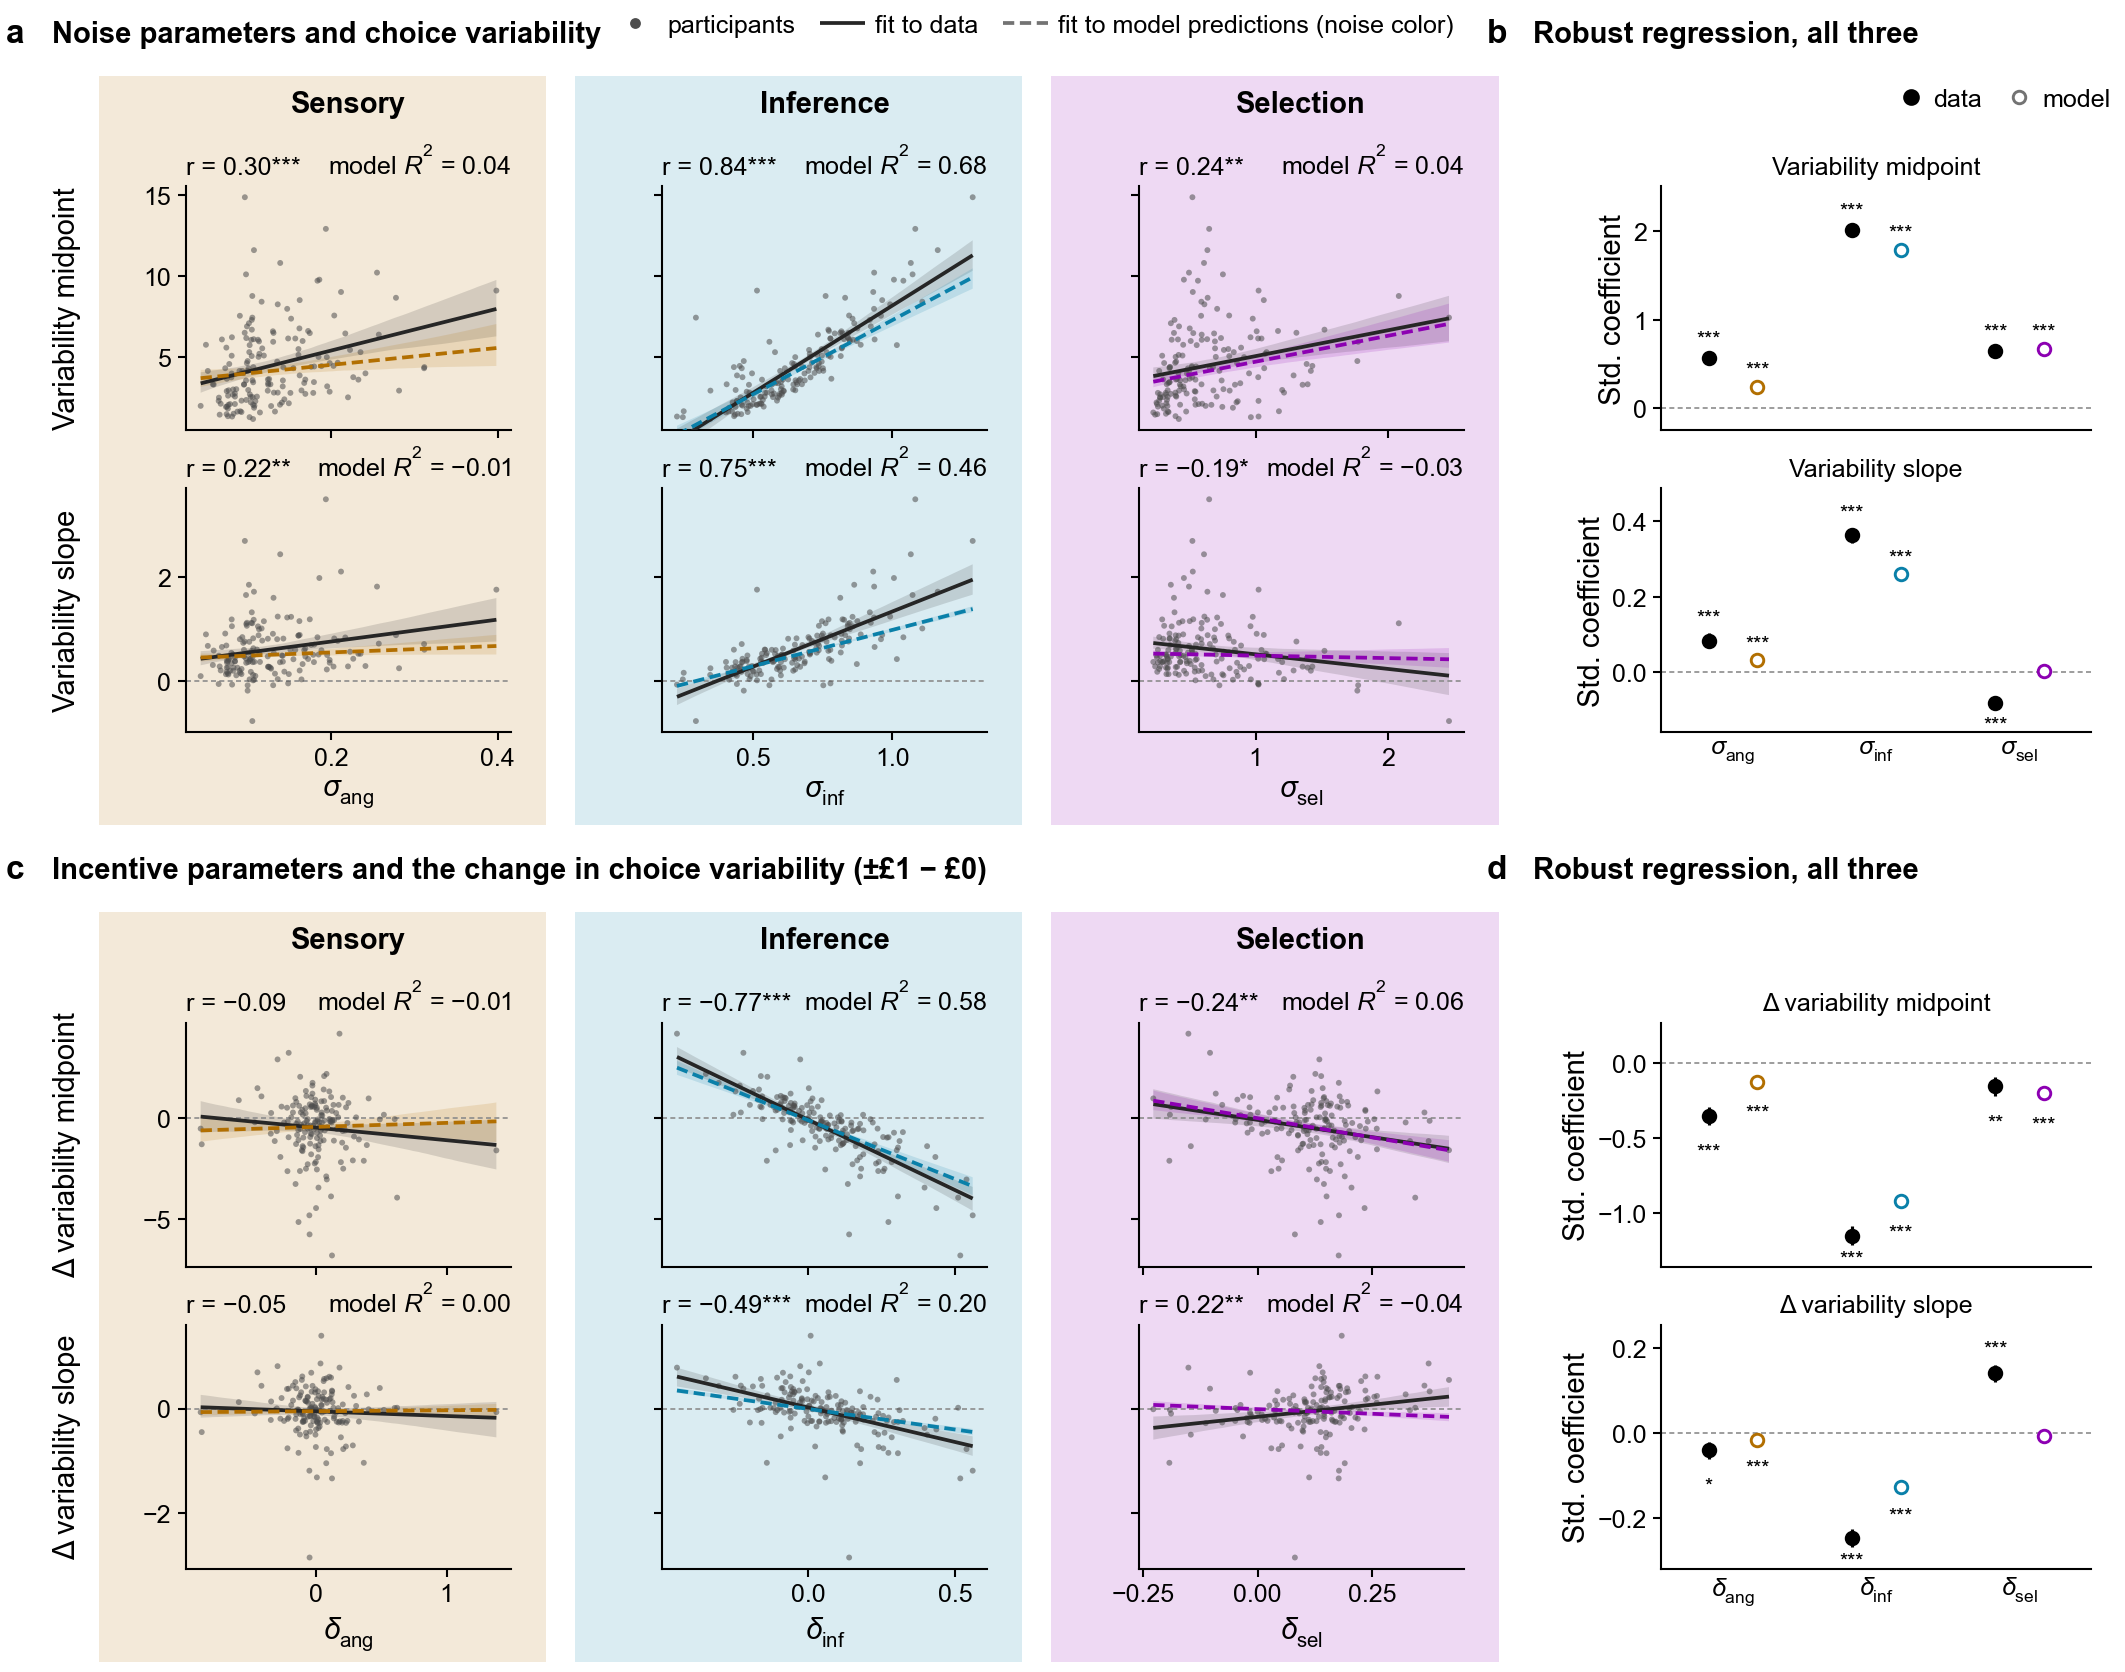 a Noise parameters and choice variability
participants fit to data fit to model predictions (noise color)
b Robust regression, all three
data model
Sensory
Inference
Selection
r = 0.30*** model R² = 0.04
r = 0.84*** model R² = 0.68
r = 0.24** model R² = 0.04
Variability midpoint
15
10
5
Variability midpoint
Std. coefficient
2
1
0
*** *** *** *** *** ***
r = 0.22** model R² = −0.01
r = 0.75*** model R² = 0.46
r = −0.19* model R² = −0.03
Variability slope
2
0
0.2 0.4
σang
0.5 1.0
σinf
1 2
σsel
Variability slope
Std. coefficient
0.4
0.2
0.0
*** *** *** *** ***
σang σinf σsel
c Incentive parameters and the change in choice variability (±£1 − £0)
d Robust regression, all three
Sensory
Inference
Selection
r = −0.09 model R² = −0.01
r = −0.77*** model R² = 0.58
r = −0.24** model R² = 0.06
Δ variability midpoint
0
−5
Δ variability midpoint
Std. coefficient
0.0
−0.5
−1.0
*** *** *** *** ** ***
r = −0.05 model R² = 0.00
r = −0.49*** model R² = 0.20
r = 0.22** model R² = −0.04
Δ variability slope
0
−2
0 1
δang
0.0 0.5
δinf
−0.25 0.00 0.25
δsel
Δ variability slope
Std. coefficient
0.2
0.0
−0.2
* *** *** *** ***
δang δinf δsel